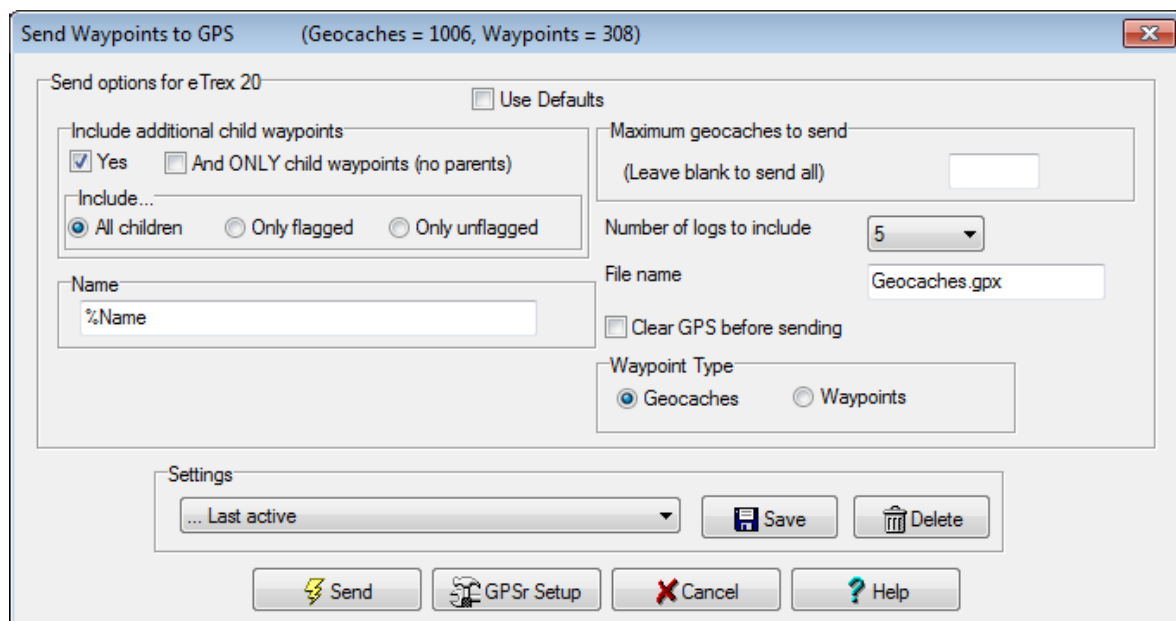 Send Waypoints to GPS (Geocaches = 1006, Waypoints = 308)
Send options for eTrex 20
Use Defaults
Include additional child waypoints
Yes And ONLY child waypoints (no parents)
Include...
All children Only flagged Only unflagged
Name
%Name
Maximum geocaches to send
(Leave blank to send all)
Number of logs to include 5
File name Geocaches.gpx
Clear GPS before sending
Waypoint Type
Geocaches Waypoints
Settings
... Last active Save Delete
Send GPSr Setup Cancel Help